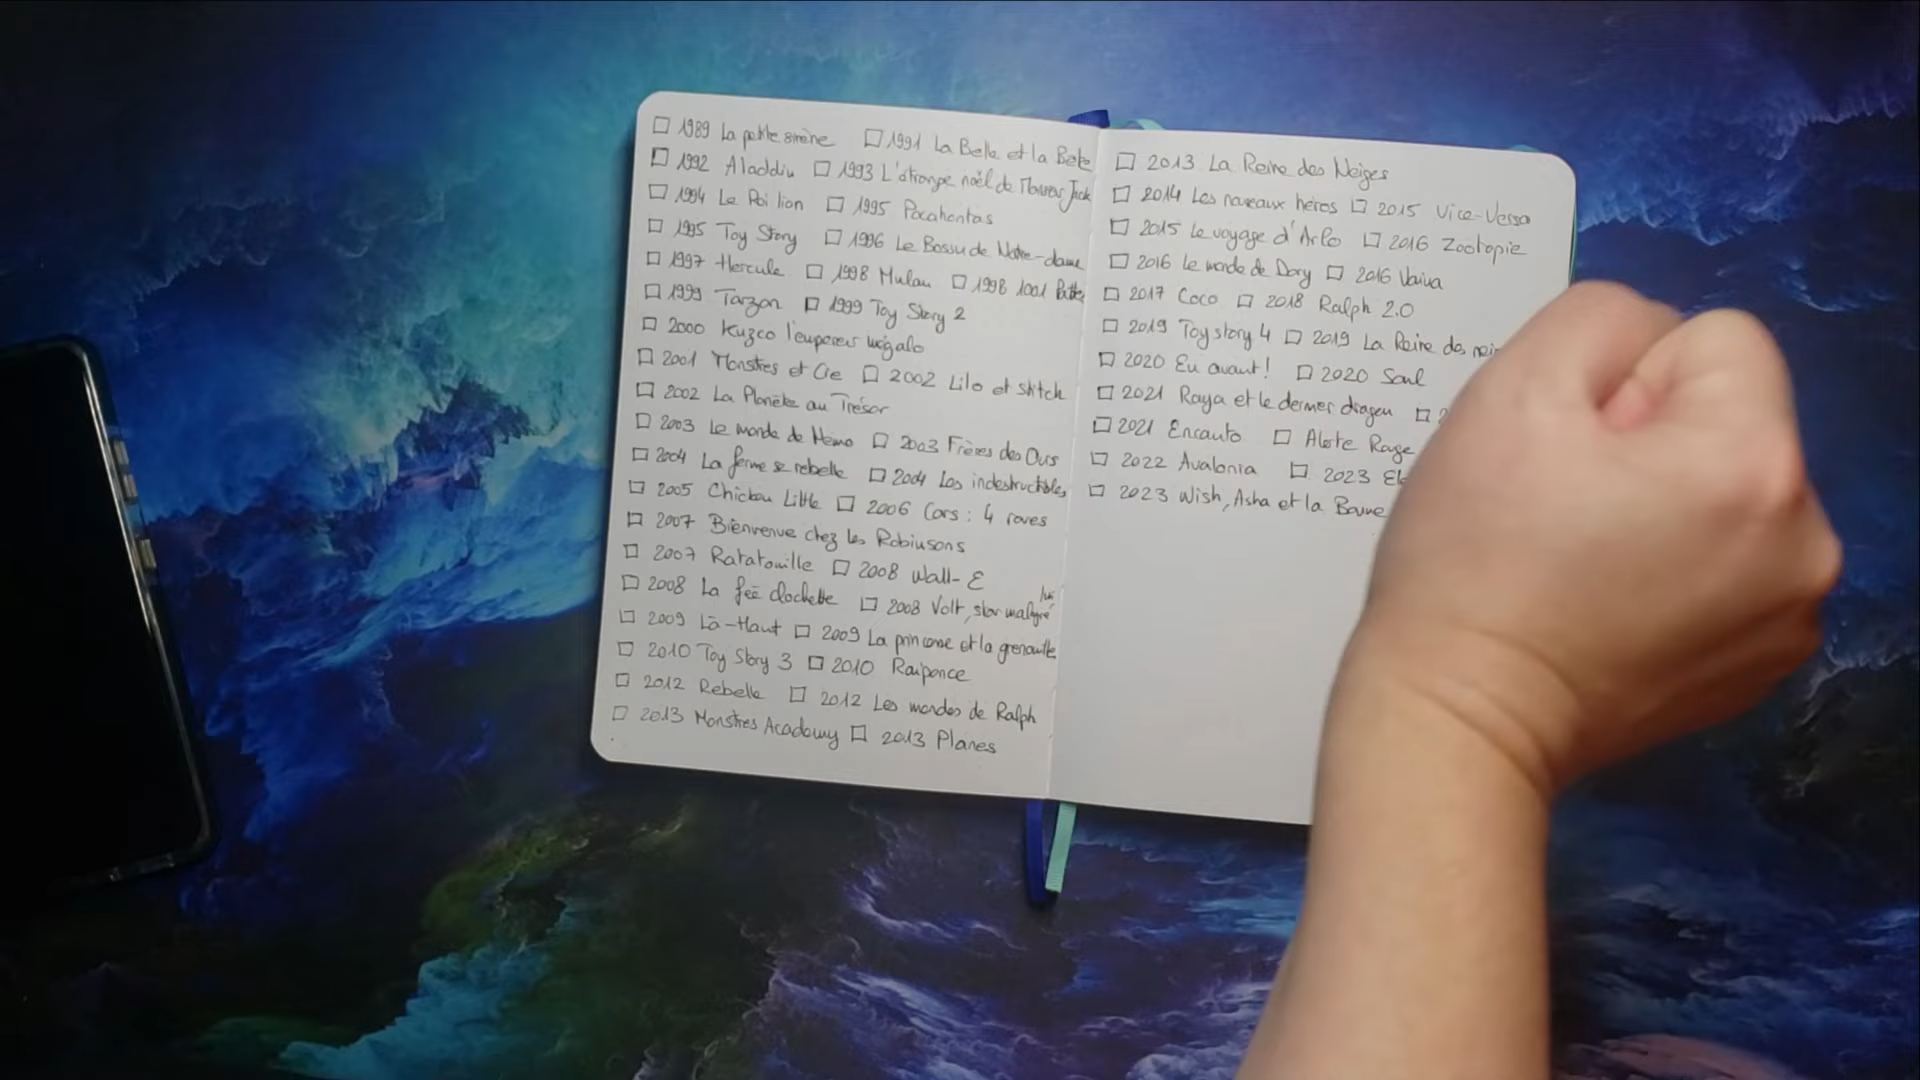 ☐ 1989 La petite sirène ☐ 1991 La Belle et la Bête
☐ 1992 Aladdin ☐ 1993 L'étrange noël de Jack
☐ 1994 Le Roi lion ☐ 1995 Pocahontas
☐ 1995 Toy Story ☐ 1996 Le Bossu de Notre-dame
☐ 1997 Hercule ☐ 1998 Mulan ☐ 1998 1001 Pattes
☐ 1999 Tarzan ☐ 1999 Toy Story 2
☐ 2000 Kuzco l'empereur mégalo
☐ 2001 Monstres et Cie ☐ 2002 Lilo et stitch
☐ 2002 La Planète au Trésor
☐ 2003 Le monde de Nemo ☐ 2003 Frères des Ours
☐ 2004 La ferme se rebelle ☐ 2004 Les indestructibles
☐ 2005 Chicken Little ☐ 2006 Cars : 4 roues
☐ 2007 Bienvenue chez les Robinsons
☐ 2007 Ratatouille ☐ 2008 Wall-E
☐ 2008 La fée clochette ☐ 2008 Volt, star malgré lui
☐ 2009 Là-Haut ☐ 2009 La princesse et la grenouille
☐ 2010 Toy Story 3 ☐ 2010 Raiponce
☐ 2012 Rebelle ☐ 2012 Les mondes de Ralph
☐ 2013 Monstres Academy ☐ 2013 Planes
☐ 2013 La Reine des Neiges
☐ 2014 Les nouveaux héros ☐ 2015 Vice-Versa
☐ 2015 Le voyage d'Arlo ☐ 2016 Zootopie
☐ 2016 Le monde de Dory ☐ 2016 Vaiana
☐ 2017 Coco ☐ 2018 Ralph 2.0
☐ 2019 Toy story 4 ☐ 2019 La Reine des nei
☐ 2020 En avant! ☐ 2020 Soul
☐ 2021 Raya et le dernier dragon ☐ 2
☐ 2021 Encanto ☐ Alerte Rouge
☐ 2022 Avalonia ☐ 2023 El
☐ 2023 Wish, Asha et la Bonne